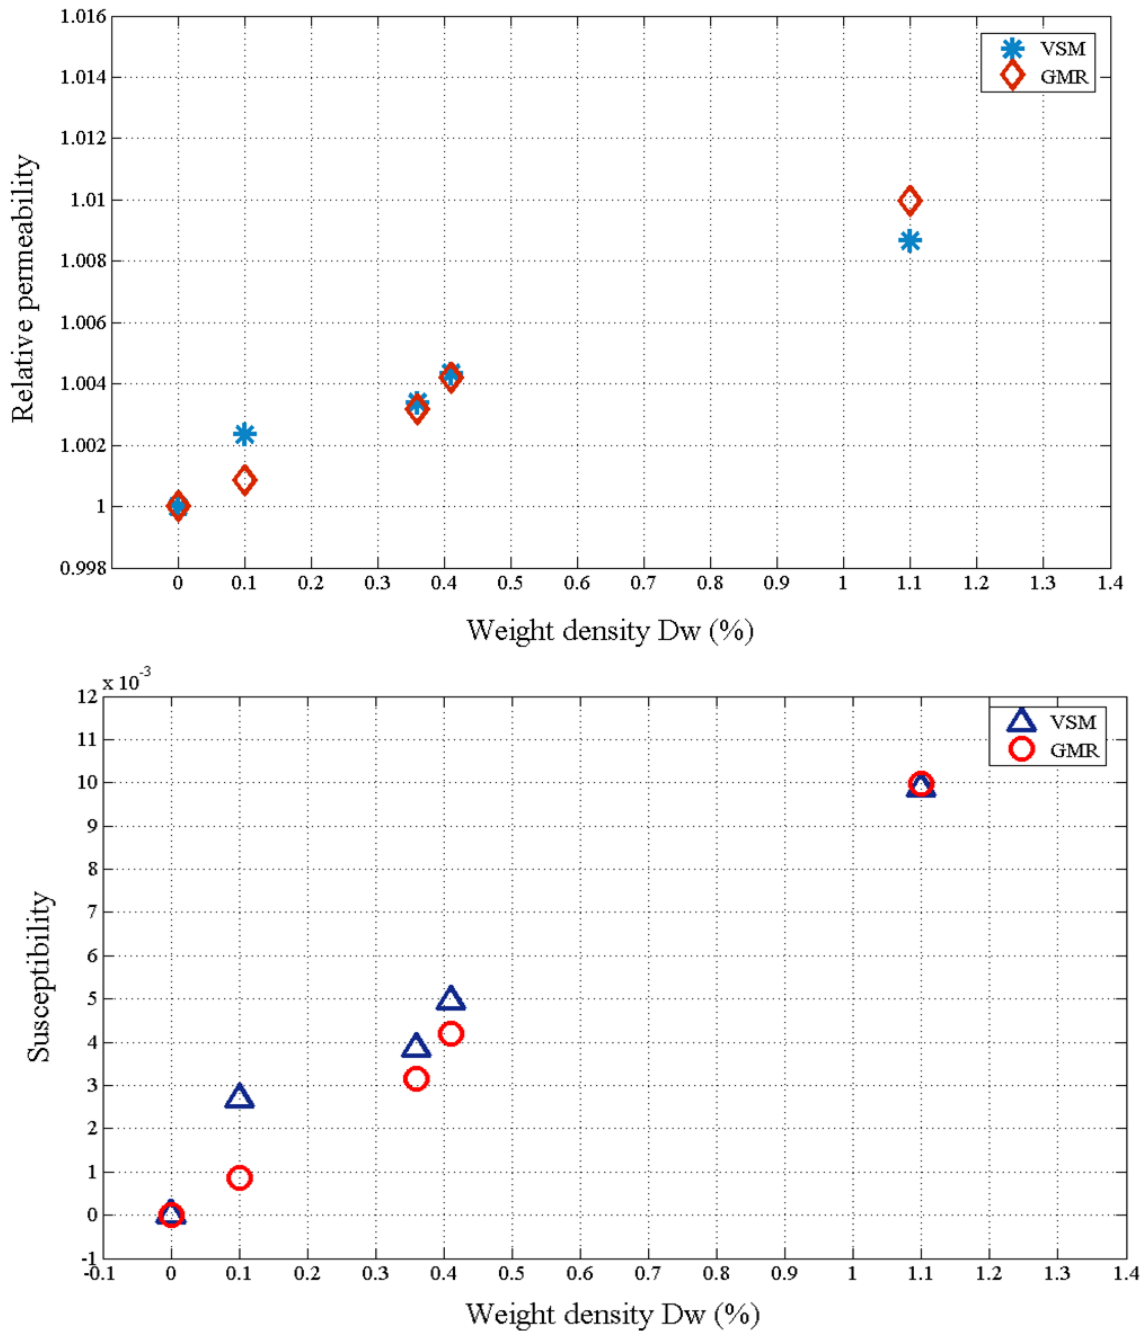 1.016
1.014
1.012
1.01
1.008
1.006
1.004
1.002
1
0.998
Relative permeability
VSM
GMR
0 0.1 0.2 0.3 0.4 0.5 0.6 0.7 0.8 0.9 1 1.1 1.2 1.3 1.4
Weight density Dw (%)
x 10-3
12
11
10
9
8
7
6
5
4
3
2
1
0
-1
Susceptibility
VSM
GMR
-0.1 0 0.1 0.2 0.3 0.4 0.5 0.6 0.7 0.8 0.9 1 1.1 1.2 1.3 1.4
Weight density Dw (%)